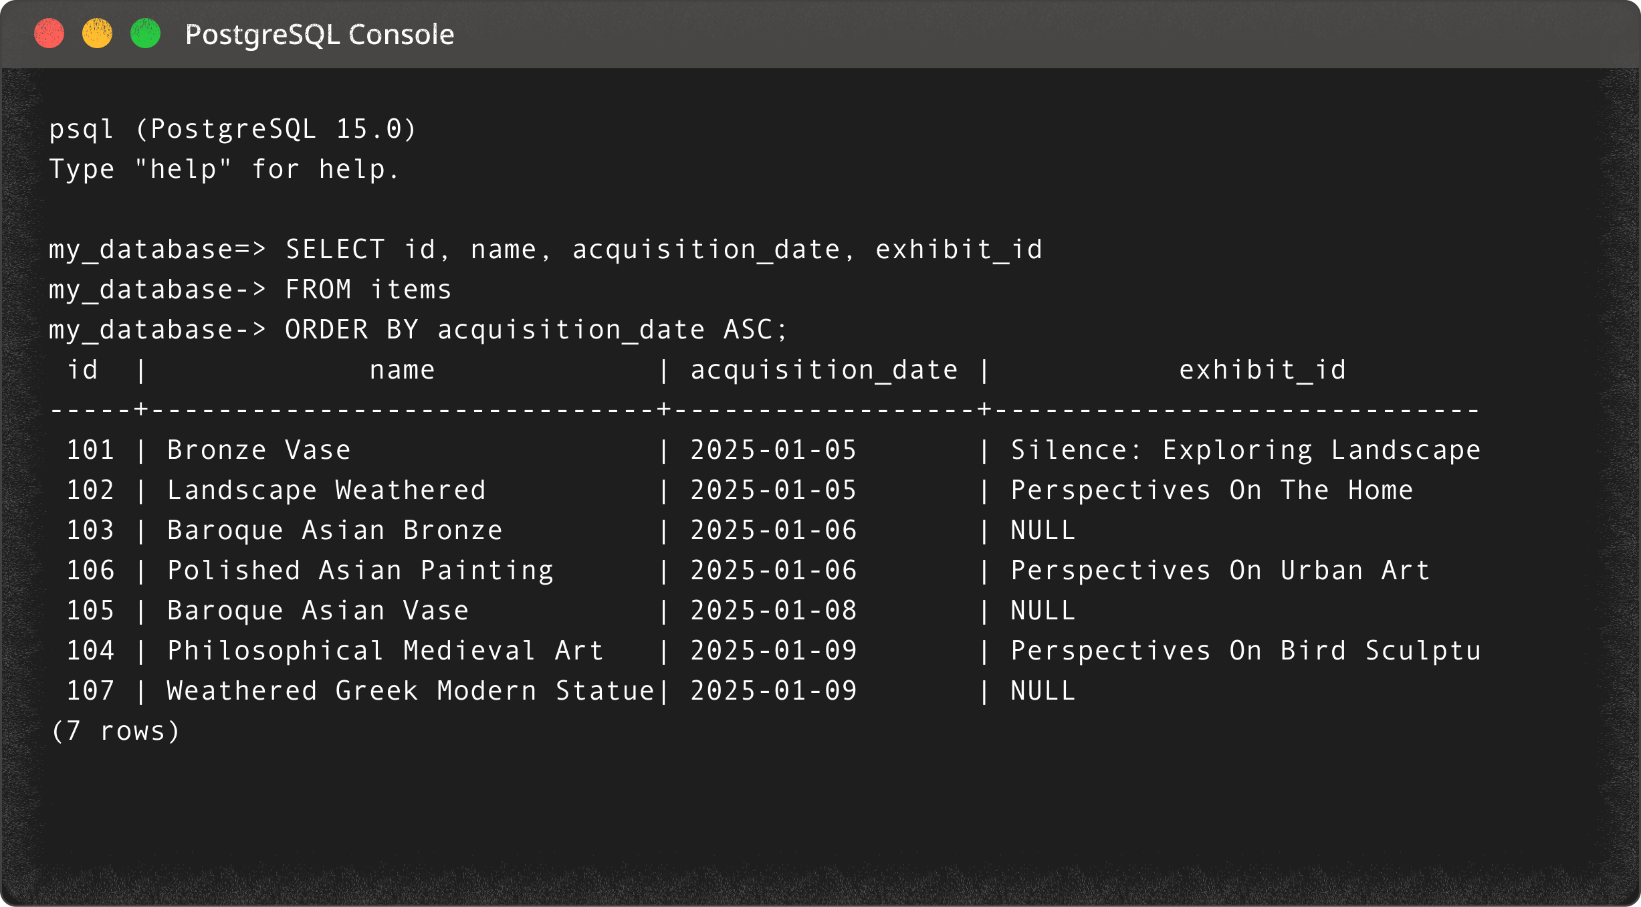 PostgreSQL Console
psql (PostgreSQL 15.0)
Type "help" for help.
my_database=> SELECT id, name, acquisition_date, exhibit_id
my_database-> FROM items
my_database-> ORDER BY acquisition_date ASC;
 id  |             name             | acquisition_date |           exhibit_id
-----+------------------------------+------------------+-----------------------------
 101 | Bronze Vase                  | 2025-01-05       | Silence: Exploring Landscape
 102 | Landscape Weathered          | 2025-01-05       | Perspectives On The Home
 103 | Baroque Asian Bronze         | 2025-01-06       | NULL
 106 | Polished Asian Painting      | 2025-01-06       | Perspectives On Urban Art
 105 | Baroque Asian Vase           | 2025-01-08       | NULL
 104 | Philosophical Medieval Art   | 2025-01-09       | Perspectives On Bird Sculptu
 107 | Weathered Greek Modern Statue| 2025-01-09       | NULL
(7 rows)